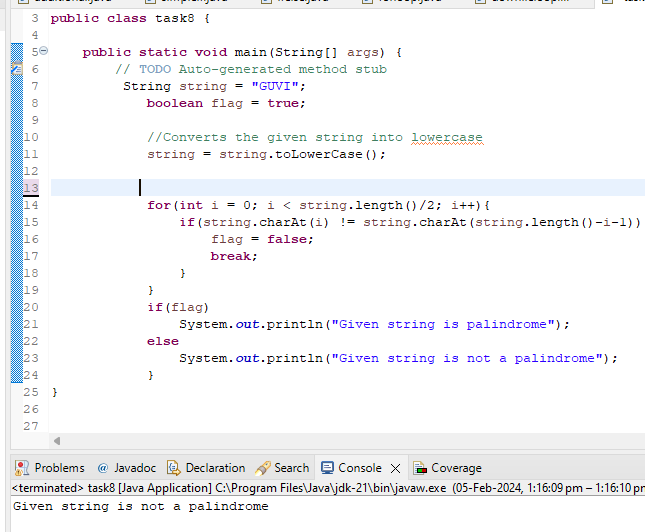 3 public class task8 {
4
5 public static void main(String[] args) {
6 // TODO Auto-generated method stub
7 String string = "GUVI";
8 boolean flag = true;
9
10 //Converts the given string into lowercase
11 string = string.toLowerCase();
12
13
14 for(int i = 0; i < string.length()/2; i++){
15 if(string.charAt(i) != string.charAt(string.length()-i-1))
16 flag = false;
17 break;
18 }
19 }
20 if(flag)
21 System.out.println("Given string is palindrome");
22 else
23 System.out.println("Given string is not a palindrome");
24 }
25 }
26
27
Problems @ Javadoc Declaration Search Console Coverage
<terminated> task8 [Java Application] C:\Program Files\Java\jdk-21\bin\javaw.exe (05-Feb-2024, 1:16:09 pm – 1:16:10 pm
Given string is not a palindrome